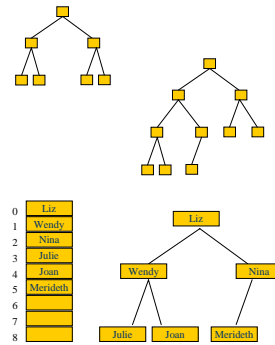 0 Liz
1 Wendy
2 Nina
3 Julie
4 Joan
5 Merideth
6
7
8
Liz
Wendy Nina
Julie Joan Merideth